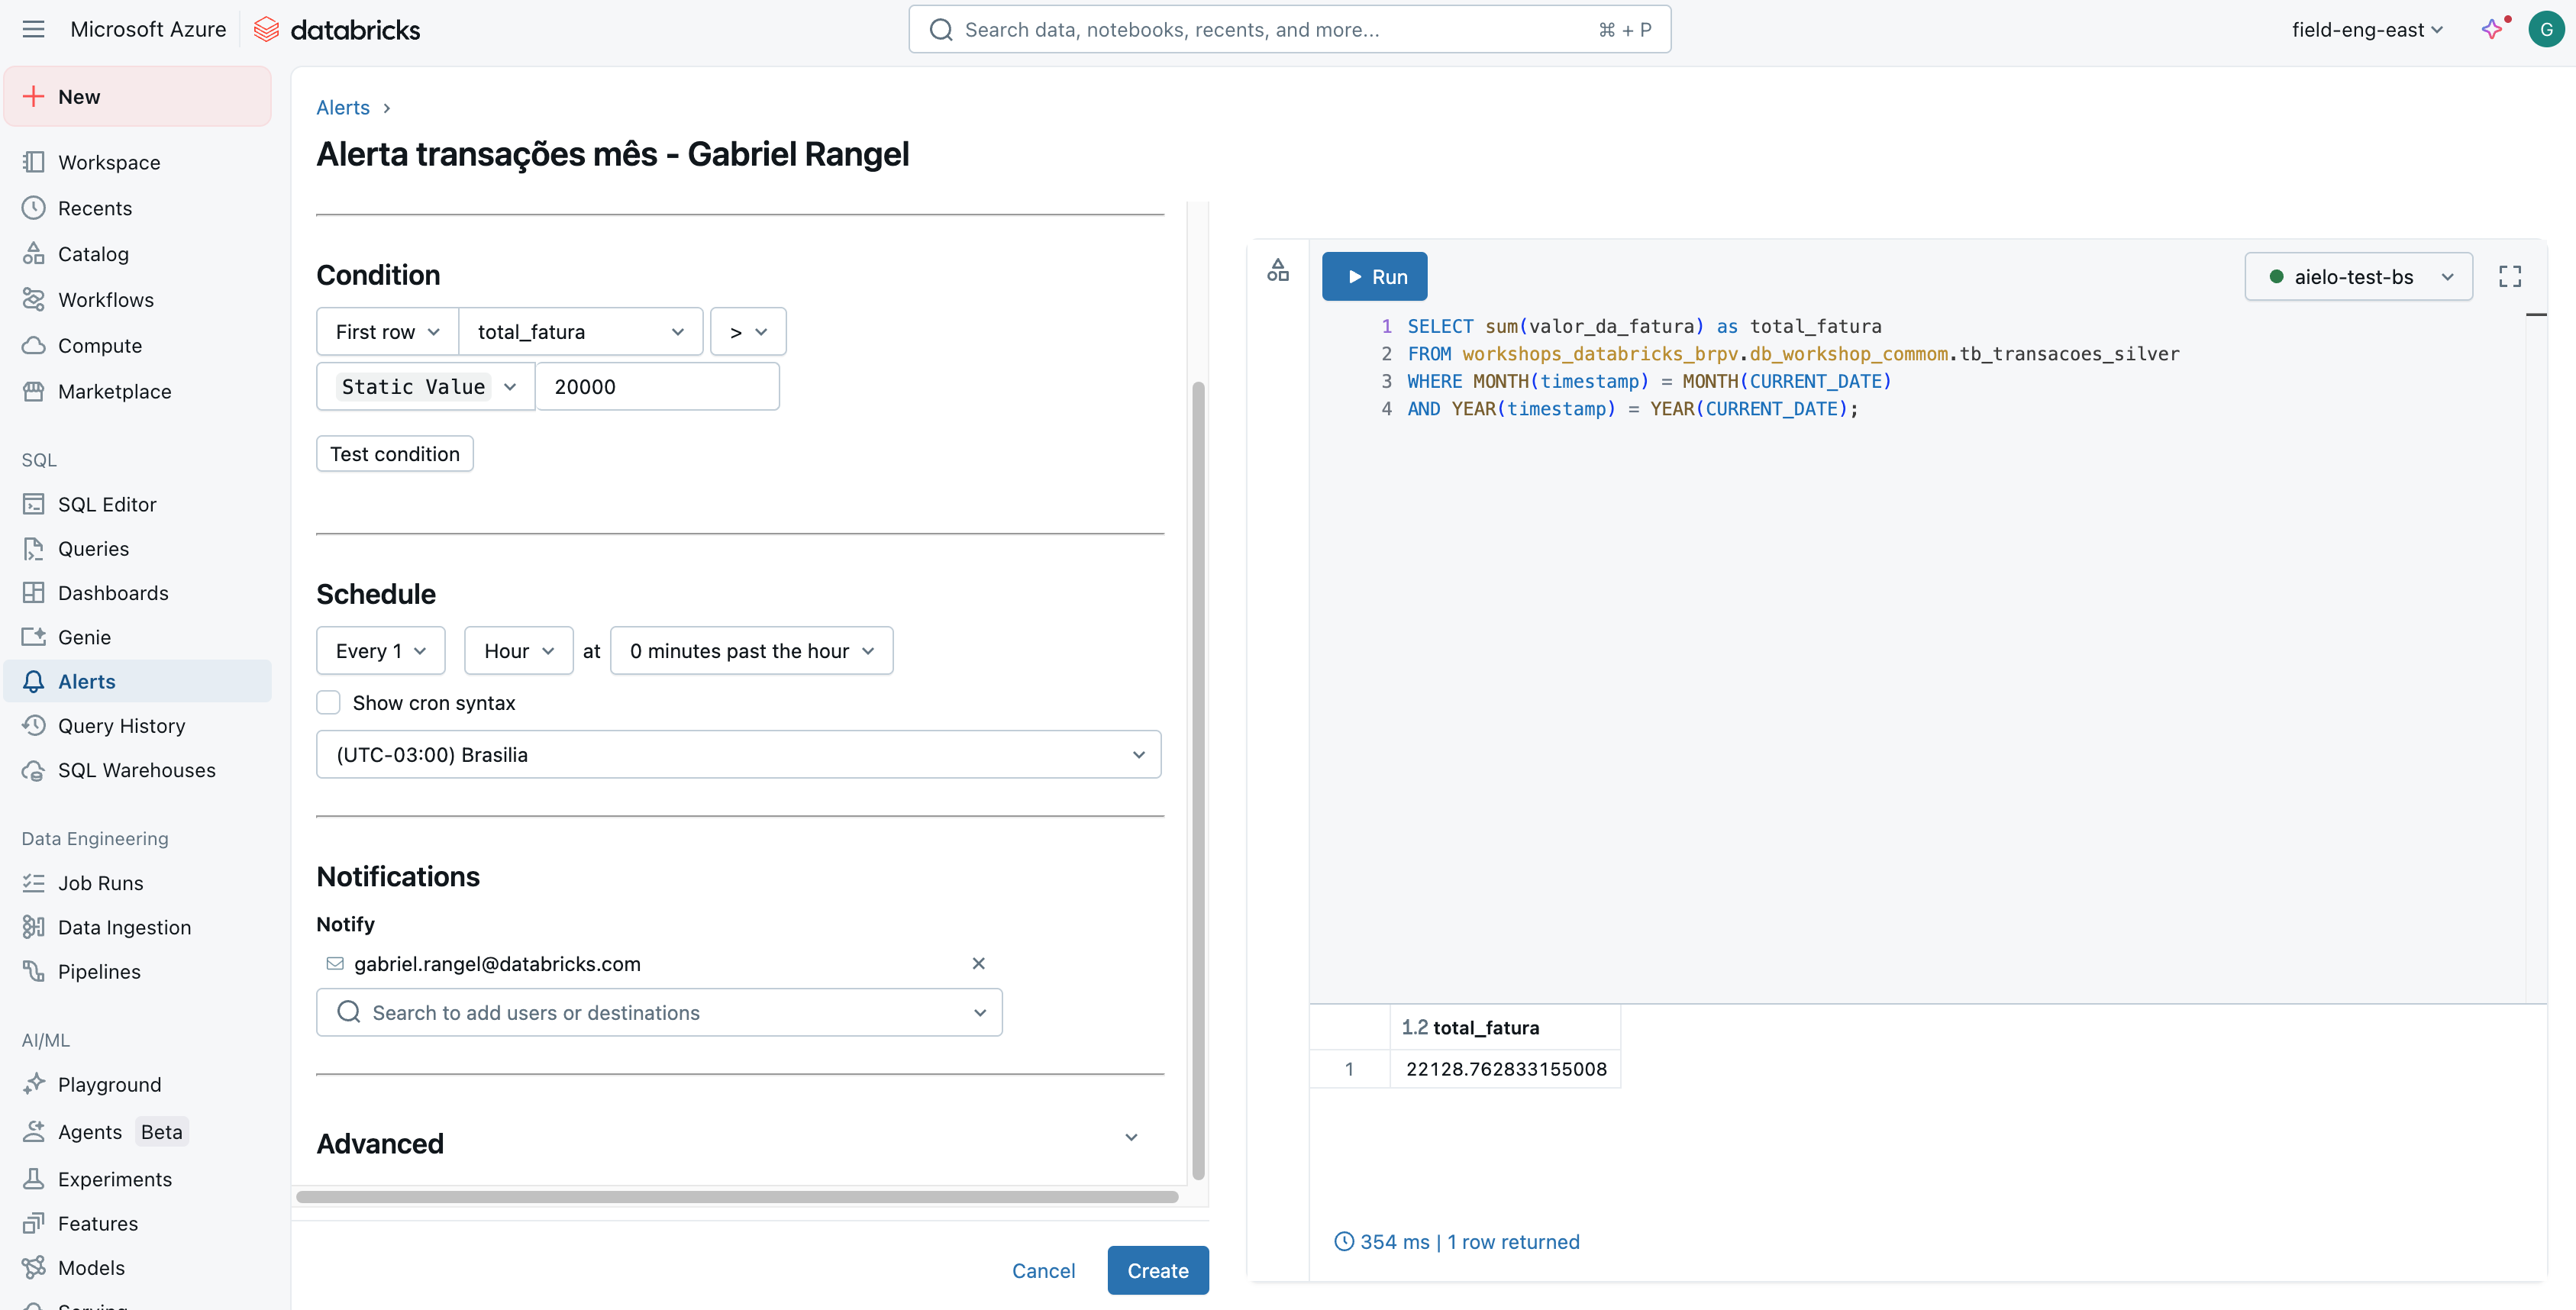 Microsoft Azure
databricks
Search data, notebooks, recents, and more...
⌘ + P
field-eng-east
G
New
Workspace
Recents
Catalog
Workflows
Compute
Marketplace
SQL
SQL Editor
Queries
Dashboards
Genie
Alerts
Query History
SQL Warehouses
Data Engineering
Job Runs
Data Ingestion
Pipelines
AI/ML
Playground
Agents Beta
Experiments
Features
Models
Serving
Alerts ›
Alerta transações mês - Gabriel Rangel
Condition
First row total_fatura >
Static Value 20000
Test condition
Schedule
Every 1 Hour at 0 minutes past the hour
Show cron syntax
(UTC-03:00) Brasilia
Notifications
Notify
gabriel.rangel@databricks.com
Search to add users or destinations
Advanced
Cancel Create
Run
aielo-test-bs
1 SELECT sum(valor_da_fatura) as total_fatura
2 FROM workshops_databricks_brpv.db_workshop_commom.tb_transacoes_silver
3 WHERE MONTH(timestamp) = MONTH(CURRENT_DATE)
4 AND YEAR(timestamp) = YEAR(CURRENT_DATE);
1.2 total_fatura
1 22128.762833155008
354 ms | 1 row returned